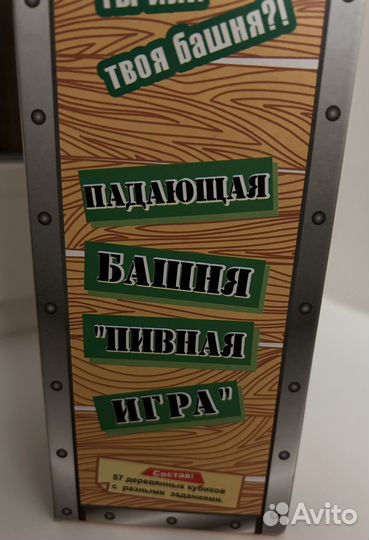 твоя башня?!
ПАДАЮЩАЯ
БАШНЯ
"ПИВНАЯ
ИГРА"
Состав:
57 деревянных кубиков
с разными заданиями.
Avito